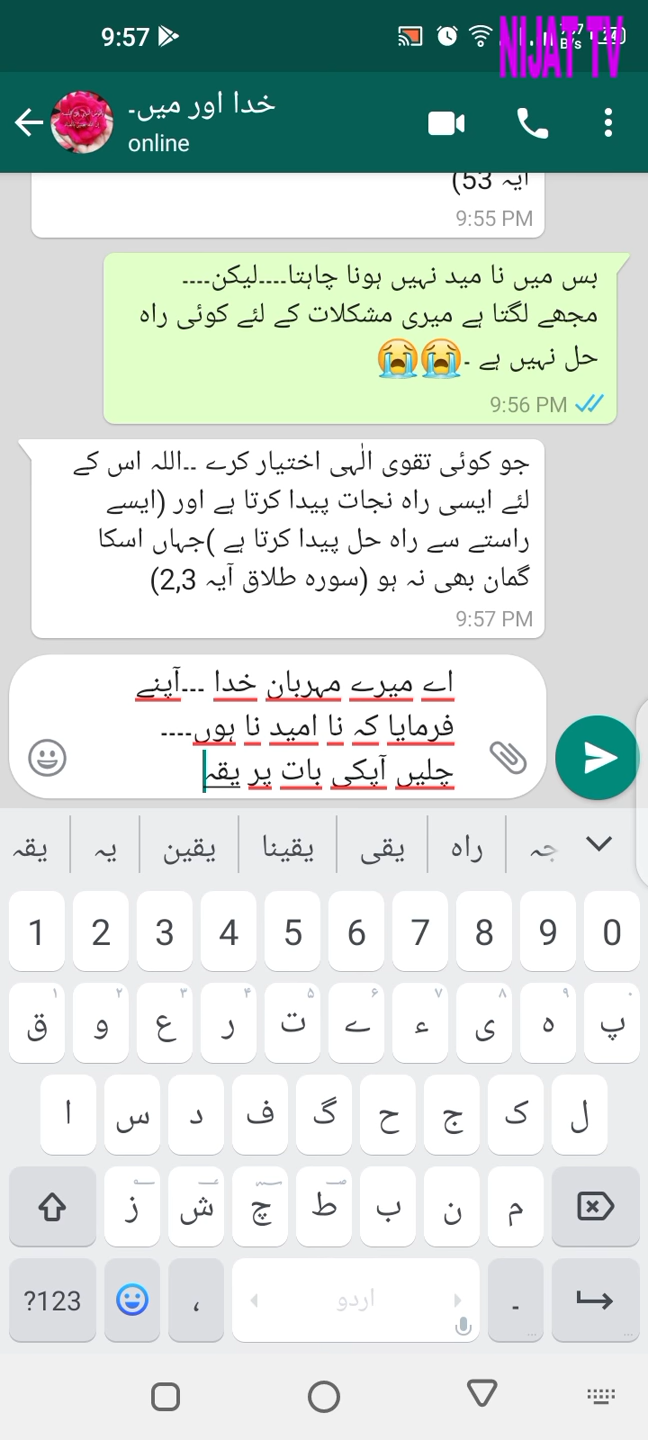 9:57
NIJAT TV
B/s
خدا اور میں۔
online
آیہ 53)
9:55 PM
بس میں نا مید نہیں ہونا چاہتا----لیکن----
مجھے لگتا ہے میری مشکلات کے لئے کوئی راہ
حل نہیں ہے ۔😭😭
9:56 PM
جو کوئی تقوی الٰہی اختیار کرے ۔۔اللہ اس کے
لئے ایسی راہ نجات پیدا کرتا ہے اور (ایسے
راستے سے راہ حل پیدا کرتا ہے )جہاں اسکا
گمان بھی نہ ہو (سورہ طلاق آیہ 2,3)
9:57 PM
اے میرے مہربان خدا ---آپنے
فرمایا کہ نا امید نا ہوں----
چلیں آپکی بات پر یقہ
یقہ یہ یقین یقینا یقی راہ جہ
1 2 3 4 5 6 7 8 9 0
ق و ع ر ت ے ء ی ہ پ
ا س د ف گ ح ج ک ل
ز ش چ ط ب ن م
?123 ، اردو ۔